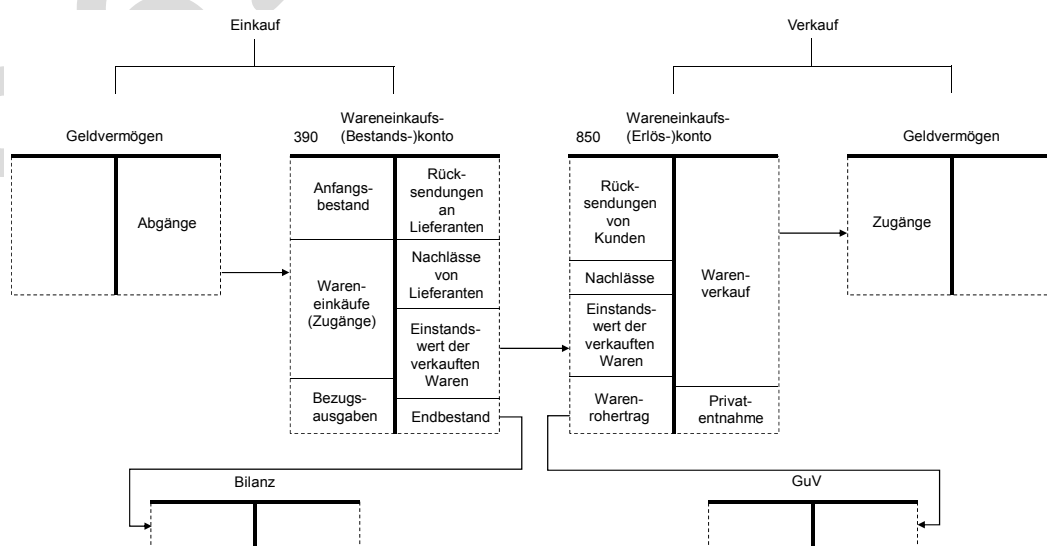 Einkauf
Verkauf
Geldvermögen
390
Wareneinkaufs-
(Bestands-)konto
850
Wareneinkaufs-
(Erlös-)konto
Geldvermögen
Abgänge
Anfangs-
bestand
Waren-
einkäufe
(Zugänge)
Bezugs-
ausgaben
Rück-
sendungen
an
Lieferanten
Nachlässe
von
Lieferanten
Einstands-
wert der
verkauften
Waren
Endbestand
Rück-
sendungen
von
Kunden
Nachlässe
Einstands-
wert der
verkauften
Waren
Waren-
rohertrag
Waren-
verkauf
Privat-
entnahme
Zugänge
Bilanz
GuV